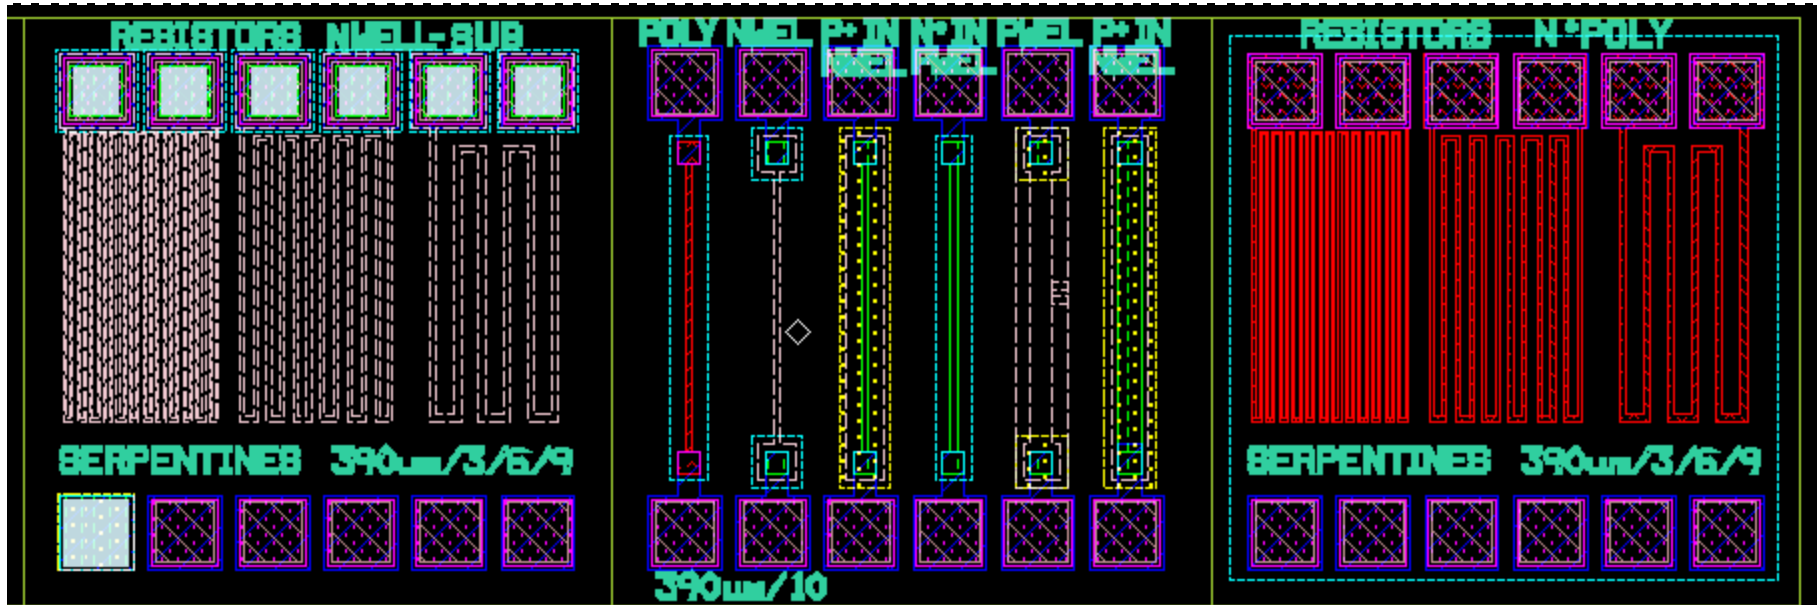 RESISTORS NWELL-SUB
SERPENTINES 390um/3/6/9
POLY NWEL P+IN N+IN PWEL P+IN
NWEL PWEL NWEL
390um/10
RESISTORS N+POLY
SERPENTINES 390um/3/6/9